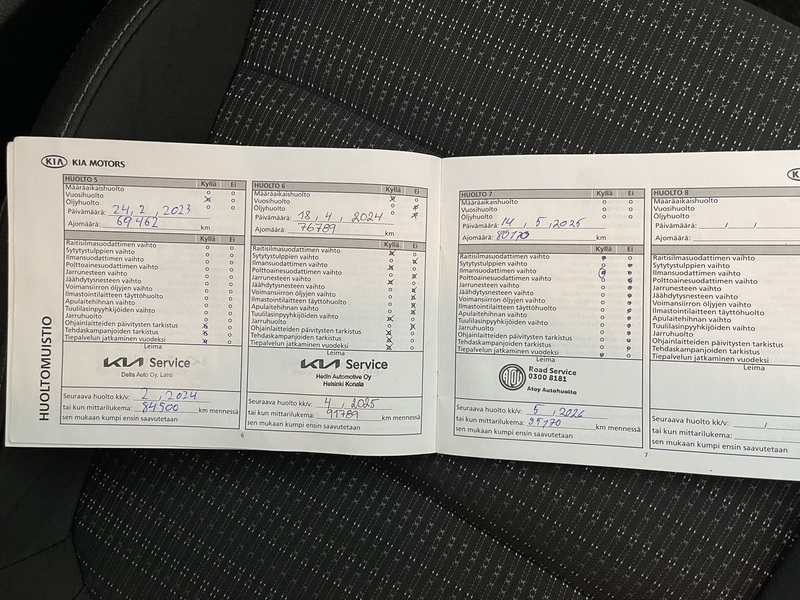 KIA KIA MOTORS
HUOLTOMUISTIO
HUOLTO 5 Kyllä Ei
Määräaikaishuolto
Vuosihuolto
Öljyhuolto
Päivämäärä: 24, 2, 2023
Ajomäärä: 69462 km
Kyllä Ei
Raitisilmasuodattimen vaihto
Sytytystulppien vaihto
Ilmansuodattimen vaihto
Polttoainesuodattimen vaihto
Jarrunesteen vaihto
Jäähdytysnesteen vaihto
Voimansiirron öljyjen vaihto
Ilmastointilaitteen täyttöhuolto
Apulaitehihnan vaihto
Tuulilasinpyyhkijöiden vaihto
Jarruhuolto
Ohjainlaitteiden päivitysten tarkistus
Tehdaskampanjoiden tarkistus
Tiepalvelun jatkaminen vuodeksi
Leima
KIA Service
Delta Auto Oy, Lahti
Seuraava huolto kk/v: 2, 2024
tai kun mittarilukema: 84500 km mennessä
sen mukaan kumpi ensin saavutetaan
6
HUOLTO 6 Kyllä Ei
Määräaikaishuolto
Vuosihuolto
Öljyhuolto
Päivämäärä: 18, 4, 2024
Ajomäärä: 76789 km
Kyllä Ei
Raitisilmasuodattimen vaihto
Sytytystulppien vaihto
Ilmansuodattimen vaihto
Polttoainesuodattimen vaihto
Jarrunesteen vaihto
Jäähdytysnesteen vaihto
Voimansiirron öljyjen vaihto
Ilmastointilaitteen täyttöhuolto
Apulaitehihnan vaihto
Tuulilasinpyyhkijöiden vaihto
Jarruhuolto
Ohjainlaitteiden päivitysten tarkistus
Tehdaskampanjoiden tarkistus
Tiepalvelun jatkaminen vuodeksi
Leima
KIA Service
Hedin Automotive Oy
Helsinki Konala
Seuraava huolto kk/v: 4, 2025
tai kun mittarilukema: 91789 km mennessä
sen mukaan kumpi ensin saavutetaan
HUOLTO 7 Kyllä Ei
Määräaikaishuolto
Vuosihuolto
Öljyhuolto
Päivämäärä: 14, 5, 2025
Ajomäärä: 80170 km
Kyllä Ei
Raitisilmasuodattimen vaihto
Sytytystulppien vaihto
Ilmansuodattimen vaihto
Polttoainesuodattimen vaihto
Jarrunesteen vaihto
Jäähdytysnesteen vaihto
Voimansiirron öljyjen vaihto
Ilmastointilaitteen täyttöhuolto
Apulaitehihnan vaihto
Tuulilasinpyyhkijöiden vaihto
Jarruhuolto
Ohjainlaitteiden päivitysten tarkistus
Tehdaskampanjoiden tarkistus
Tiepalvelun jatkaminen vuodeksi
Leima
Road Service
0300 8181
Atoy Autohuolto
Seuraava huolto kk/v: 5, 2026
tai kun mittarilukema: 95170 km mennessä
sen mukaan kumpi ensin saavutetaan
7
HUOLTO 8
Määräaikaishuolto
Vuosihuolto
Öljyhuolto
Päivämäärä: , ,
Ajomäärä:
Raitisilmasuodattimen vaihto
Sytytystulppien vaihto
Ilmansuodattimen vaihto
Polttoainesuodattimen vaihto
Jarrunesteen vaihto
Jäähdytysnesteen vaihto
Voimansiirron öljyjen vaihto
Ilmastointilaitteen täyttöhuolto
Apulaitehihnan vaihto
Tuulilasinpyyhkijöiden vaihto
Jarruhuolto
Ohjainlaitteiden päivitysten tarkistus
Tehdaskampanjoiden tarkistus
Tiepalvelun jatkaminen vuodeksi
Leima
Seuraava huolto kk/v: ,
tai kun mittarilukema:
sen mukaan kumpi ensin saavutetaan